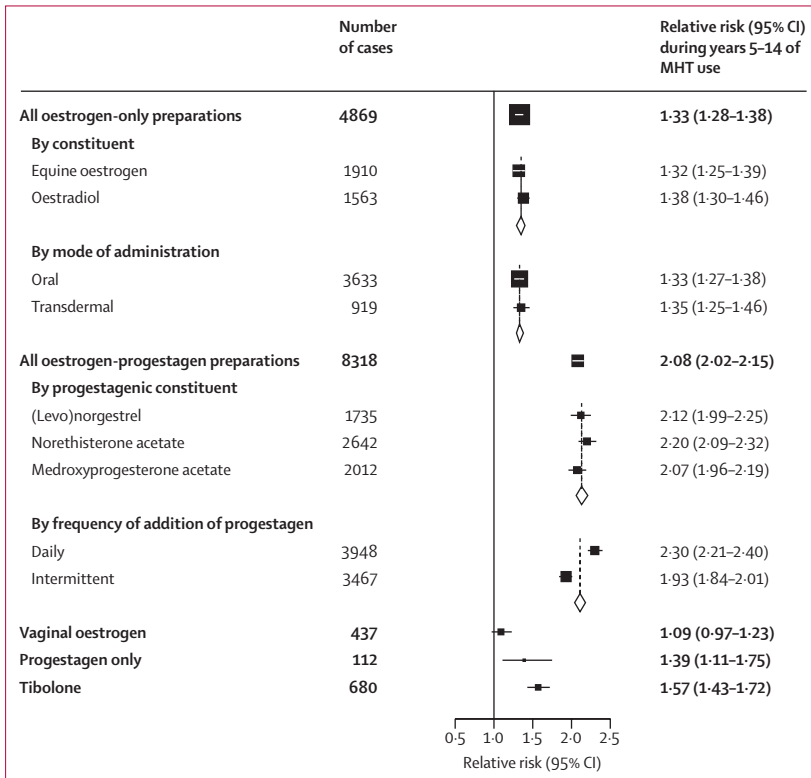 Number of cases
Relative risk (95% CI) during years 5–14 of MHT use
All oestrogen-only preparations 4869 1·33 (1·28–1·38)
By constituent
Equine oestrogen 1910 1·32 (1·25–1·39)
Oestradiol 1563 1·38 (1·30–1·46)
By mode of administration
Oral 3633 1·33 (1·27–1·38)
Transdermal 919 1·35 (1·25–1·46)
All oestrogen-progestagen preparations 8318 2·08 (2·02–2·15)
By progestagenic constituent
(Levo)norgestrel 1735 2·12 (1·99–2·25)
Norethisterone acetate 2642 2·20 (2·09–2·32)
Medroxyprogesterone acetate 2012 2·07 (1·96–2·19)
By frequency of addition of progestagen
Daily 3948 2·30 (2·21–2·40)
Intermittent 3467 1·93 (1·84–2·01)
Vaginal oestrogen 437 1·09 (0·97–1·23)
Progestagen only 112 1·39 (1·11–1·75)
Tibolone 680 1·57 (1·43–1·72)
0·5 1·0 1·5 2·0 2·5
Relative risk (95% CI)